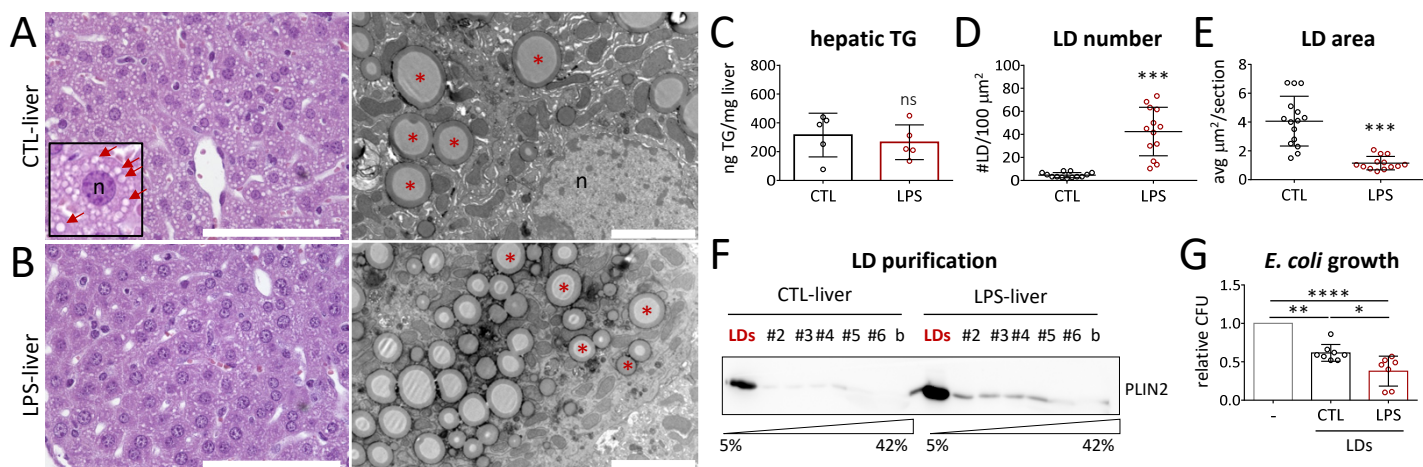 A
CTL-liver
n
*
*
*
*
*
n
B
LPS-liver
*
*
*
*
*
C
hepatic TG
ng TG/mg liver
800
600
400
200
0
ns
CTL LPS
D
LD number
#LD/100 µm²
100
80
60
40
20
0
***
CTL LPS
E
LD area
avg µm²/section
8
6
4
2
0
***
CTL LPS
F
LD purification
CTL-liver LPS-liver
LDs #2 #3 #4 #5 #6 b LDs #2 #3 #4 #5 #6 b
PLIN2
5% 42% 5% 42%
G
E. coli growth
relative CFU
1.5
1.0
0.5
0.0
****
** *
- CTL LPS
LDs